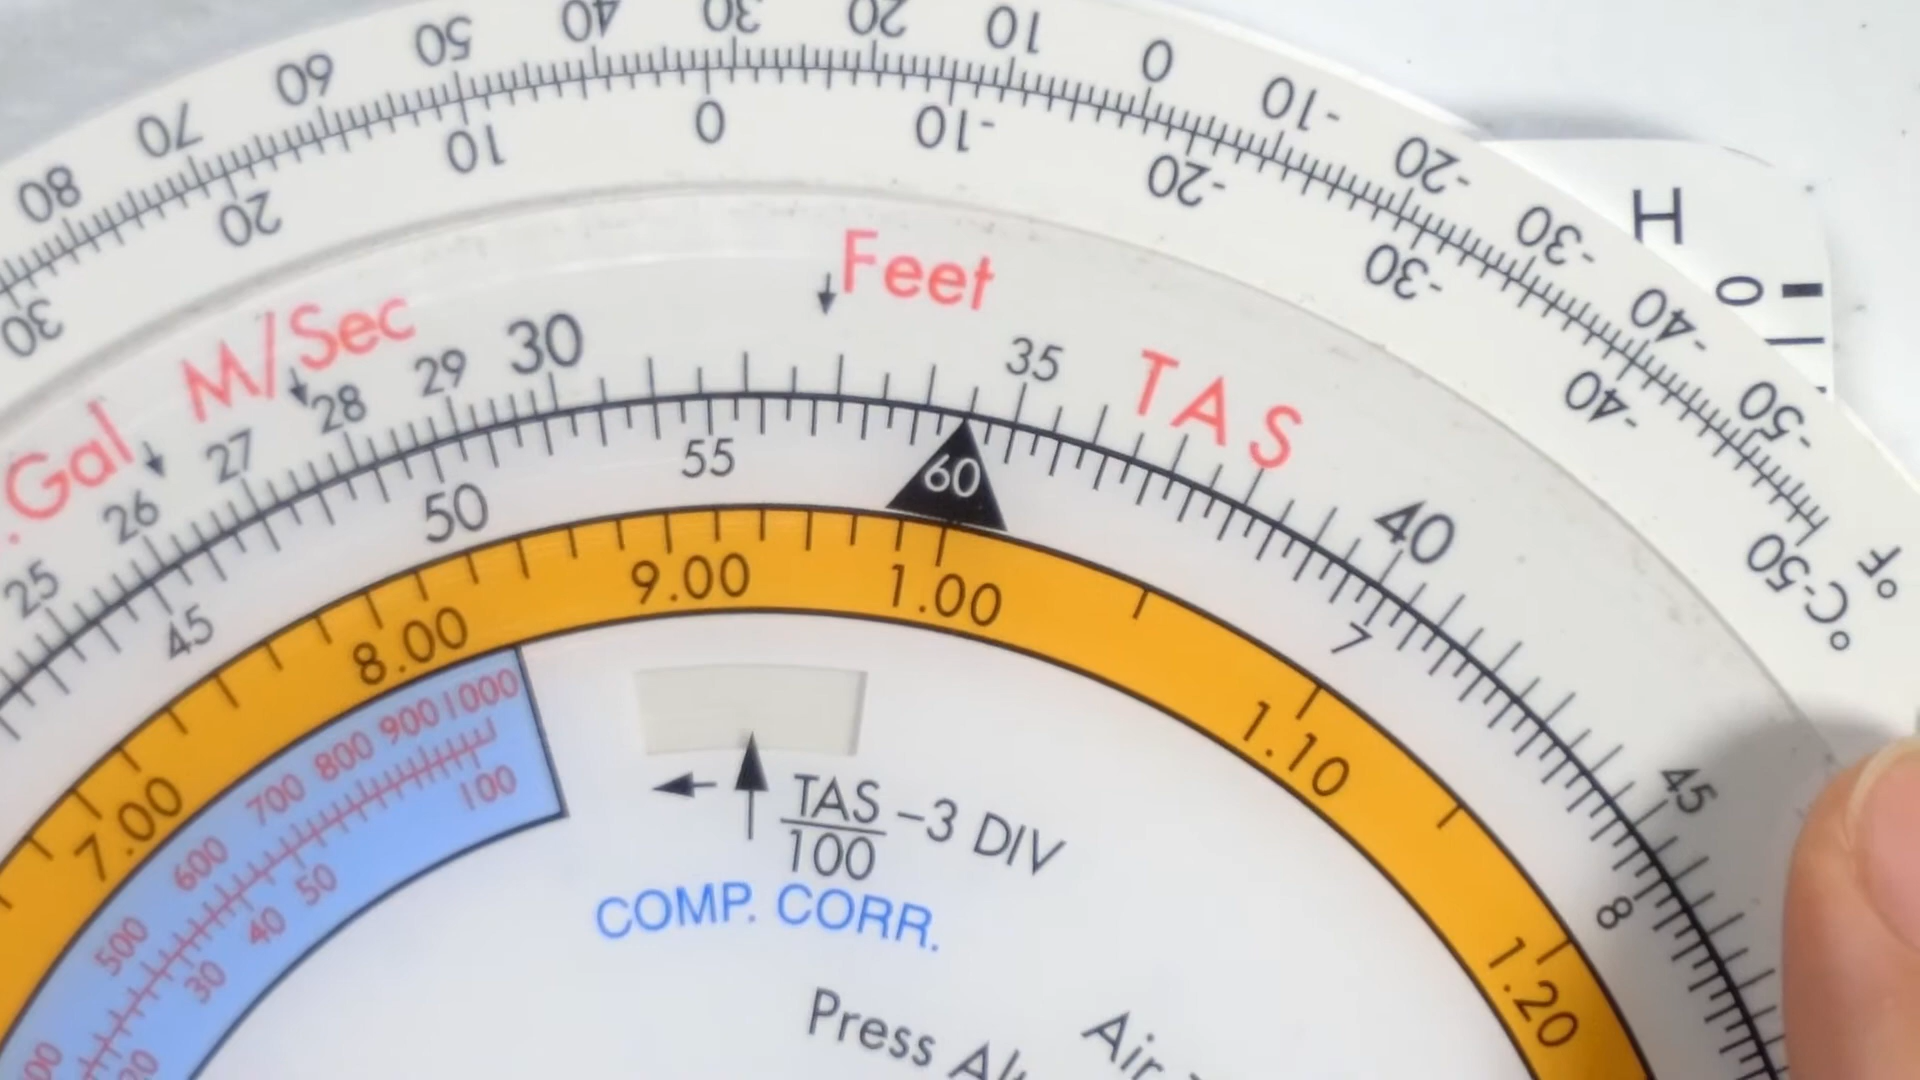 80 70 60 50 40 30 20 10 0 -10 -20 -30 -40 -50 °F
30 20 10 0 -10 -20 -30 -40 °C-50
H
0
Gal M/Sec Feet TAS
25 26 27 28 29 30 35 40 45
45 50 55 60 7 8
7.00 8.00 9.00 1.00 1.10 1.20
500 600 700 800 900 1000
30 40 50 100
TAS
100
-3 DIV
COMP. CORR.
Press
Air